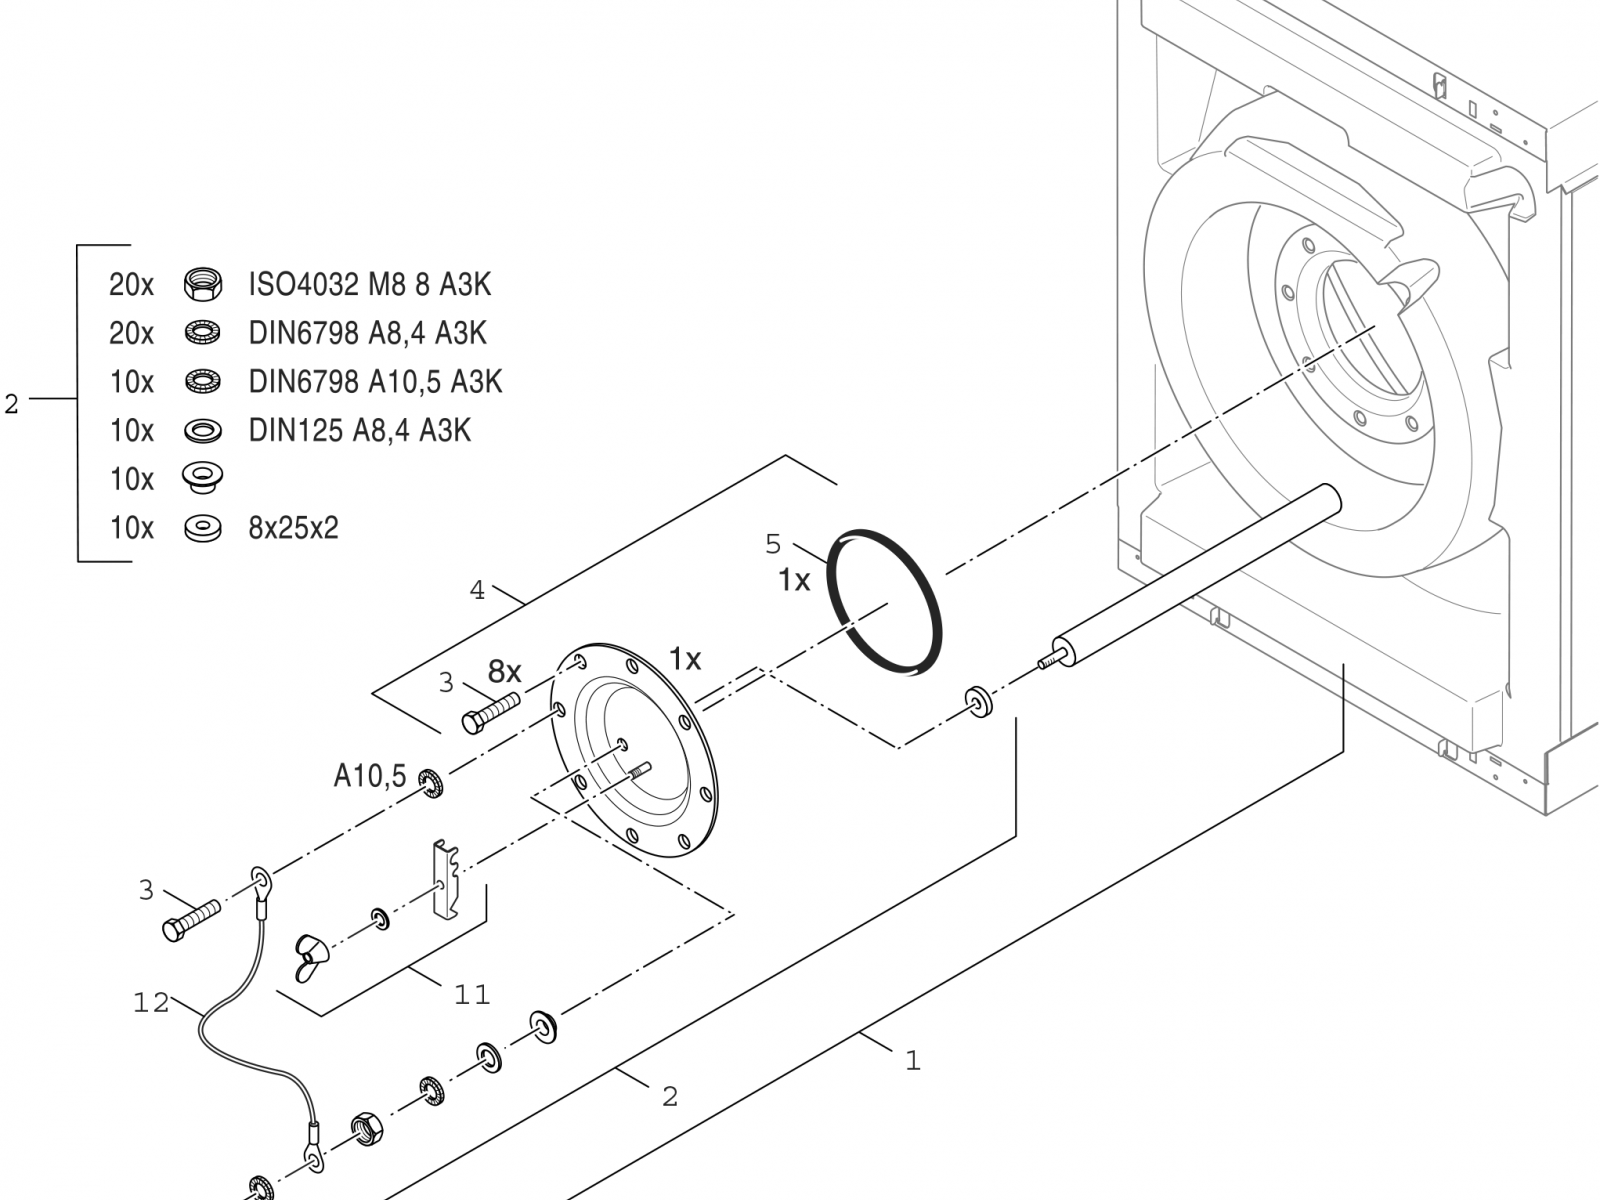 20x ISO4032 M8 8 A3K
20x DIN6798 A8,4 A3K
10x DIN6798 A10,5 A3K
2
10x DIN125 A8,4 A3K
10x
10x 8x25x2
5
1x
4
1x
8x
3
A10,5
3
11
12
1
2